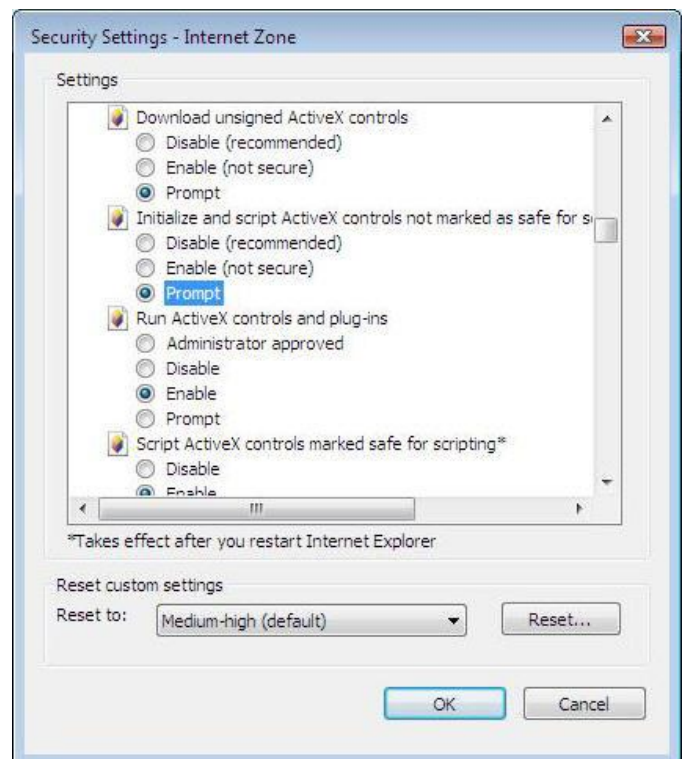 Security Settings - Internet Zone
Settings
Download unsigned ActiveX controls
Disable (recommended)
Enable (not secure)
Prompt
Initialize and script ActiveX controls not marked as safe for s
Disable (recommended)
Enable (not secure)
Prompt
Run ActiveX controls and plug-ins
Administrator approved
Disable
Enable
Prompt
Script ActiveX controls marked safe for scripting*
Disable
Enable
*Takes effect after you restart Internet Explorer
Reset custom settings
Reset to:
Medium-high (default)
Reset...
OK
Cancel